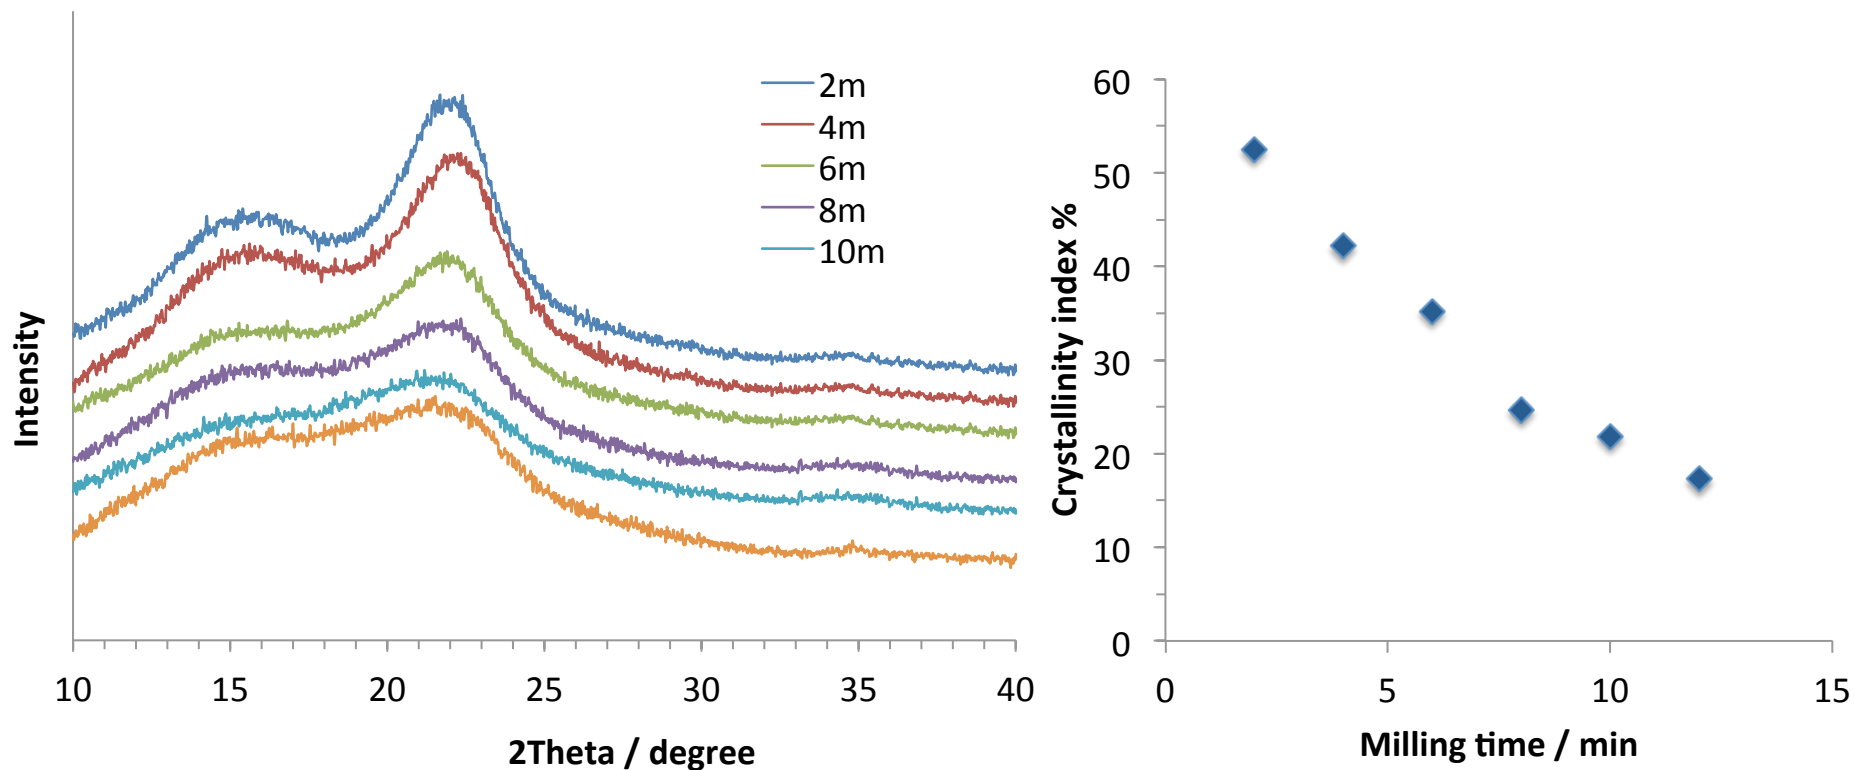 2m
4m
6m
8m
10m
Intensity
10 15 20 25 30 35 40
2Theta / degree
60
50
40
30
20
10
0
Crystallinity index %
0 5 10 15
Milling time / min